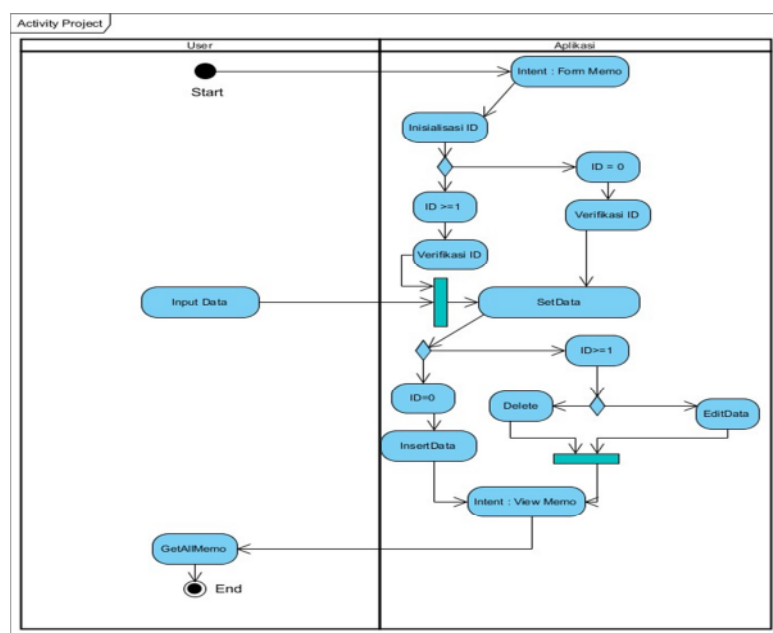 Activity Project
User
Aplikasi
Start
Intent : Form Memo
Inisialisasi ID
ID = 0
ID >=1
Verifikasi ID
Verifikasi ID
Input Data
SetData
ID>=1
ID=0
Delete
EditData
InsertData
Intent : View Memo
GetAllMemo
End